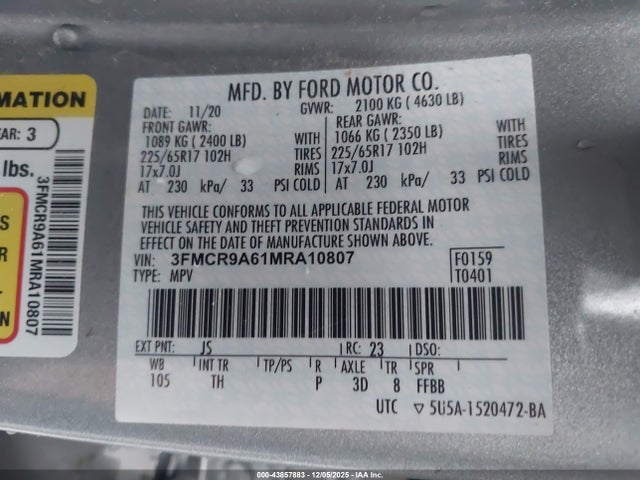 MATION
EAR: 3
lbs.
S
R
R
N
3FMCR9A61MRA10807
MFD. BY FORD MOTOR CO.
DATE: 11/20 GVWR: 2100 KG ( 4630 LB)
FRONT GAWR: REAR GAWR:
1089 KG ( 2400 LB) WITH 1066 KG ( 2350 LB) WITH
225/65R17 102H TIRES 225/65R17 102H TIRES
17x7.0J RIMS 17x7.0J RIMS
AT 230 kPa/ 33 PSI COLD AT 230 kPa/ 33 PSI COLD
THIS VEHICLE CONFORMS TO ALL APPLICABLE FEDERAL MOTOR
VEHICLE SAFETY AND THEFT PREVENTION STANDARDS IN
EFFECT ON THE DATE OF MANUFACTURE SHOWN ABOVE.
VIN: 3FMCR9A61MRA10807 F0159
TYPE: MPV T0401
EXT PNT: JS RC: 23 DSO:
WB INT TR TP/PS R AXLE TR SPR
105 TH P 3D 8 FFBB
UTC ▽ 5U5A-1520472-BA
000-43857883 - 12/05/2025 - IAA Inc.